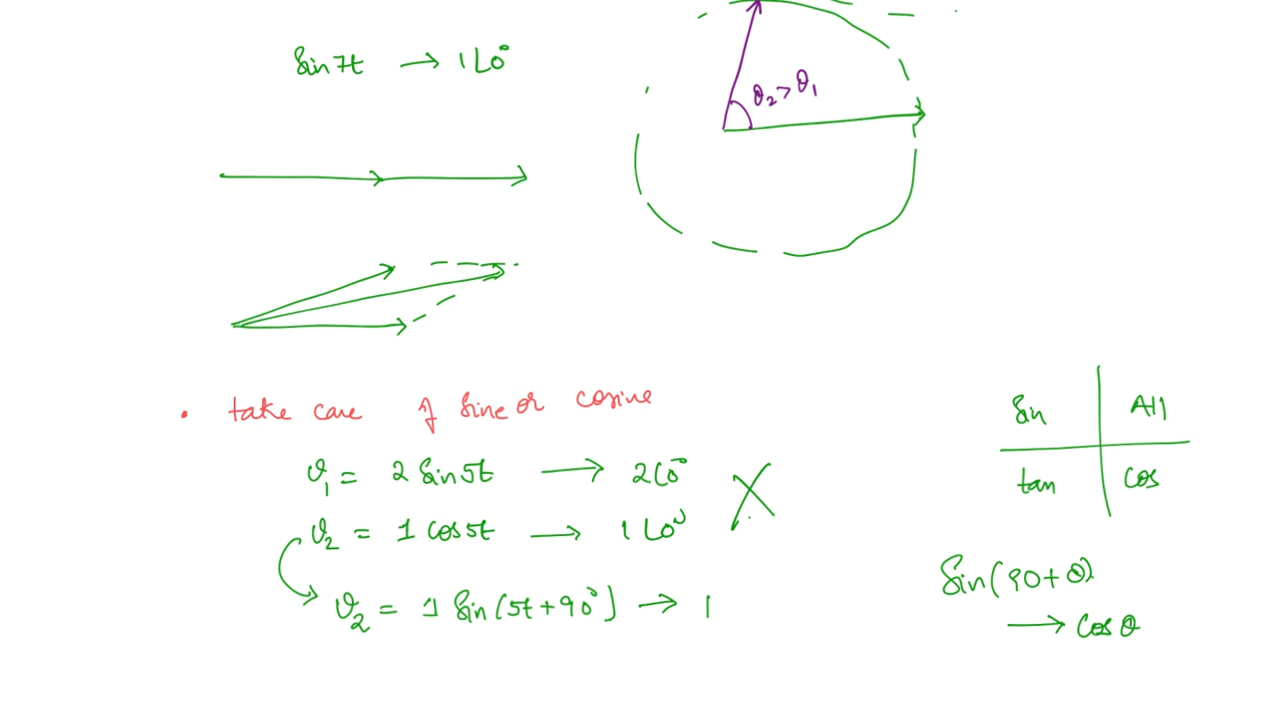 Sin7t → 1∠0°
θ₂ > θ₁
• take care of Sine or cosine
v₁ = 2 Sin5t → 2∠0°
v₂ = 1 cos5t → 1∠0°
v₂ = 1 Sin(5t+90°) → 1
Sin All
tan cos
Sin(90+θ)
→ cosθ